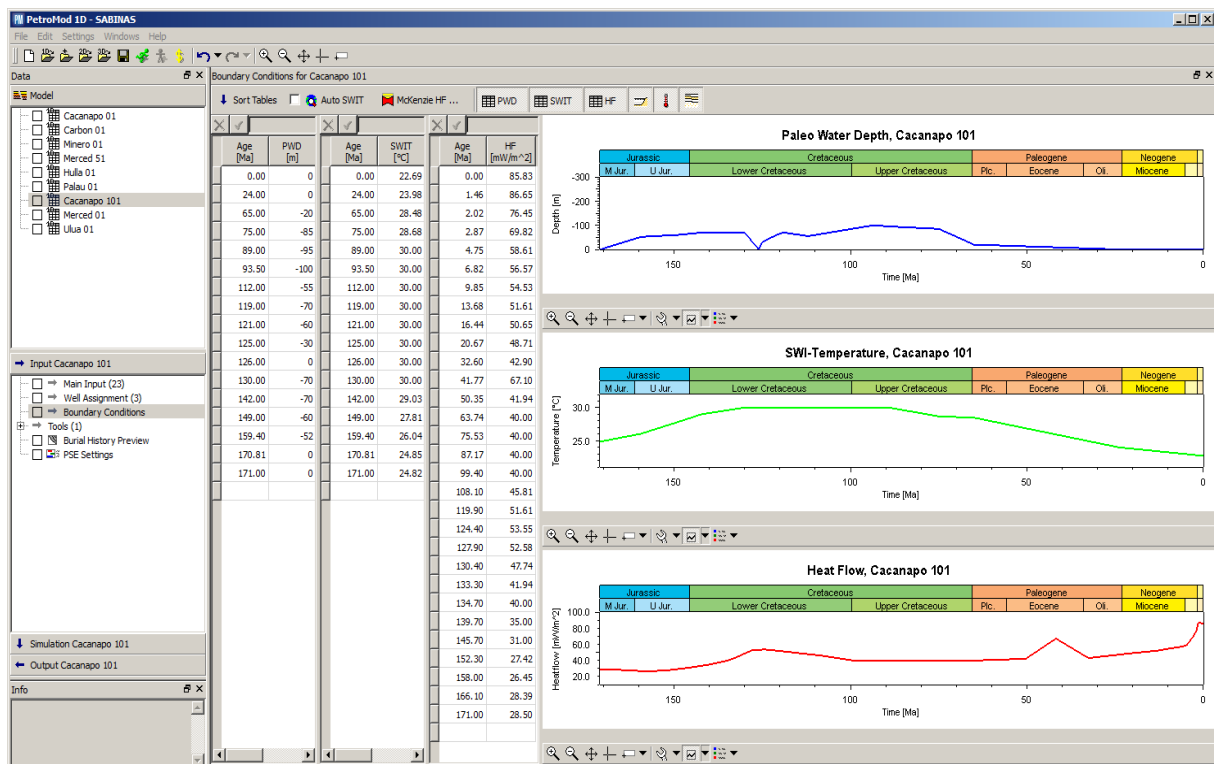 PetroMod 1D - SABINAS
File Edit Settings Windows Help
Data
Model
Cacanapo 01
Carbon 01
Minero 01
Merced 51
Hulla 01
Palau 01
Cacanapo 101
Merced 01
Ulua 01
Input Cacanapo 101
Main Input (23)
Well Assignment (3)
Boundary Conditions
Tools (1)
Burial History Preview
PSE Settings
Simulation Cacanapo 101
Output Cacanapo 101
Info
Boundary Conditions for Cacanapo 101
Sort Tables Auto SWIT McKenzie HF ... PWD SWIT HF
Age PWD
[Ma] [m]
0.00 0
24.00 0
65.00 -20
75.00 -85
89.00 -95
93.50 -100
112.00 -55
119.00 -70
121.00 -60
125.00 -30
126.00 0
130.00 -70
142.00 -70
149.00 -60
159.40 -52
170.81 0
171.00 0
Age SWIT
[Ma] [°C]
0.00 22.69
24.00 23.98
65.00 28.48
75.00 28.68
89.00 30.00
93.50 30.00
112.00 30.00
119.00 30.00
121.00 30.00
125.00 30.00
126.00 30.00
130.00 30.00
142.00 29.03
149.00 27.81
159.40 26.04
170.81 24.85
171.00 24.82
Age HF
[Ma] [mW/m^2]
0.00 85.83
1.46 86.65
2.02 76.45
2.87 69.82
4.75 58.61
6.82 56.57
9.85 54.53
13.68 51.61
16.44 50.65
20.67 48.71
32.60 42.90
41.77 67.10
50.35 41.94
63.74 40.00
75.53 40.00
87.17 40.00
99.40 40.00
108.10 45.81
119.90 51.61
124.40 53.55
127.90 52.58
130.40 47.74
133.30 41.94
134.70 40.00
139.70 35.00
145.70 31.00
152.30 27.42
158.00 26.45
166.10 28.39
171.00 28.50
Paleo Water Depth, Cacanapo 101
Jurassic Cretaceous Paleogene Neogene
M Jur. U Jur. Lower Cretaceous Upper Cretaceous Plc. Eocene Oli. Miocene
Depth [m]
-300
-200
-100
0
150 100 50 0
Time [Ma]
SWI-Temperature, Cacanapo 101
Jurassic Cretaceous Paleogene Neogene
M Jur. U Jur. Lower Cretaceous Upper Cretaceous Plc. Eocene Oli. Miocene
Temperature [°C]
30.0
25.0
150 100 50 0
Time [Ma]
Heat Flow, Cacanapo 101
Jurassic Cretaceous Paleogene Neogene
M Jur. U Jur. Lower Cretaceous Upper Cretaceous Plc. Eocene Oli. Miocene
Heatflow [mW/m^2]
100.0
80.0
60.0
40.0
20.0
150 100 50 0
Time [Ma]